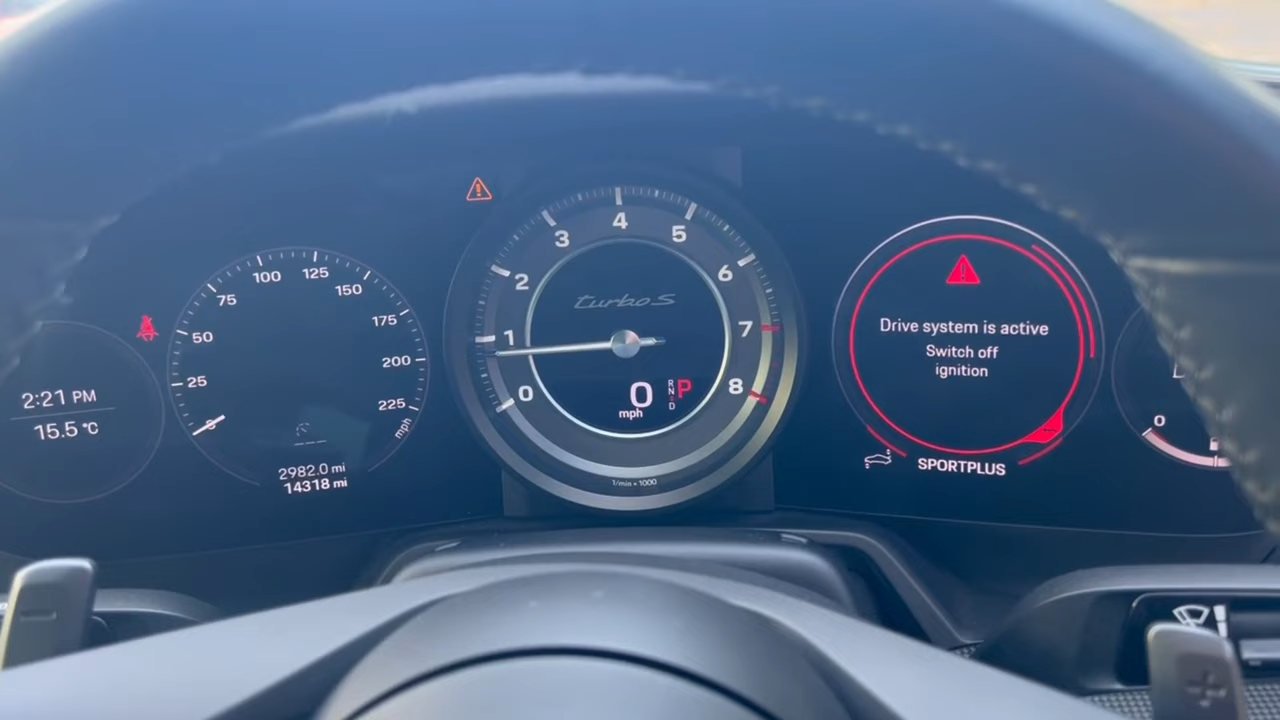 2:21 PM
15.5 °C
25
50
75
100
125
150
175
200
225
mph
2982.0 mi
14318 mi
0
1
2
3
4
5
6
7
8
turbo S
0
mph
R
N
D
P
1/min • 1000
Drive system is active
Switch off
ignition
SPORTPLUS
0